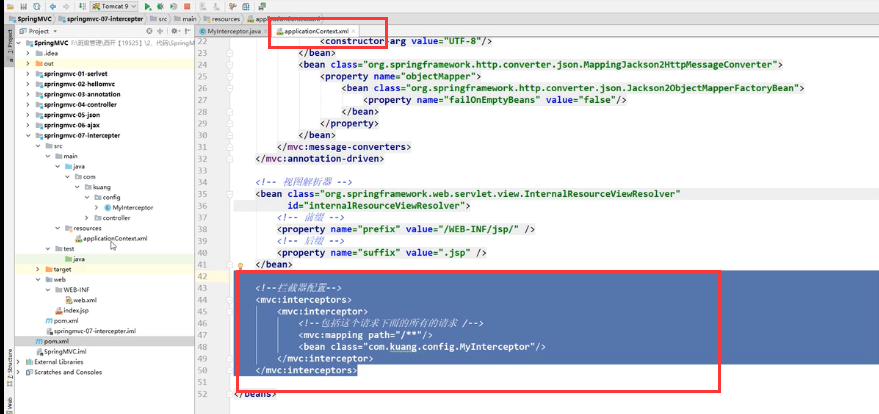 Tomcat 9
SpringMVC springmvc-07-intercepter src main resources applicationContext.xml
Project
MyInterceptor.java applicationContext.xml
1: Project
SpringMVC
.idea
out
springmvc-01-serlvet
springmvc-02-hellomvc
springmvc-03-annotation
springmvc-04-controller
springmvc-05-json
springmvc-06-ajax
springmvc-07-intercepter
src
main
java
com
kuang
config
MyInterceptor
controller
resources
applicationContext.xml
test
java
target
web
WEB-INF
web.xml
index.jsp
pom.xml
springmvc-07-intercepter.iml
pom.xml
SpringMVC.iml
External Libraries
Scratches and Consoles
7: Structure
Web
22 <constructor-arg value="UTF-8"/>
23 </bean>
24 <bean class="org.springframework.http.converter.json.MappingJackson2HttpMessageConverter">
25 <property name="objectMapper">
26 <bean class="org.springframework.http.converter.json.Jackson2ObjectMapperFactoryBean">
27 <property name="failOnEmptyBeans" value="false"/>
28 </bean>
29 </property>
30 </bean>
31 </mvc:message-converters>
32 </mvc:annotation-driven>
33
34 <!-- 视图解析器 -->
35 <bean class="org.springframework.web.servlet.view.InternalResourceViewResolver"
36 id="internalResourceViewResolver">
37 <!-- 前缀 -->
38 <property name="prefix" value="/WEB-INF/jsp/" />
39 <!-- 后缀 -->
40 <property name="suffix" value=".jsp" />
41 </bean>
42
43 <!--拦截器配置-->
44 <mvc:interceptors>
45 <mvc:interceptor>
46 <!--包括这个请求下面的所有的请求 /-->
47 <mvc:mapping path="/**"/>
48 <bean class="com.kuang.config.MyInterceptor"/>
49 </mvc:interceptor>
50 </mvc:interceptors>
51
52 </beans>